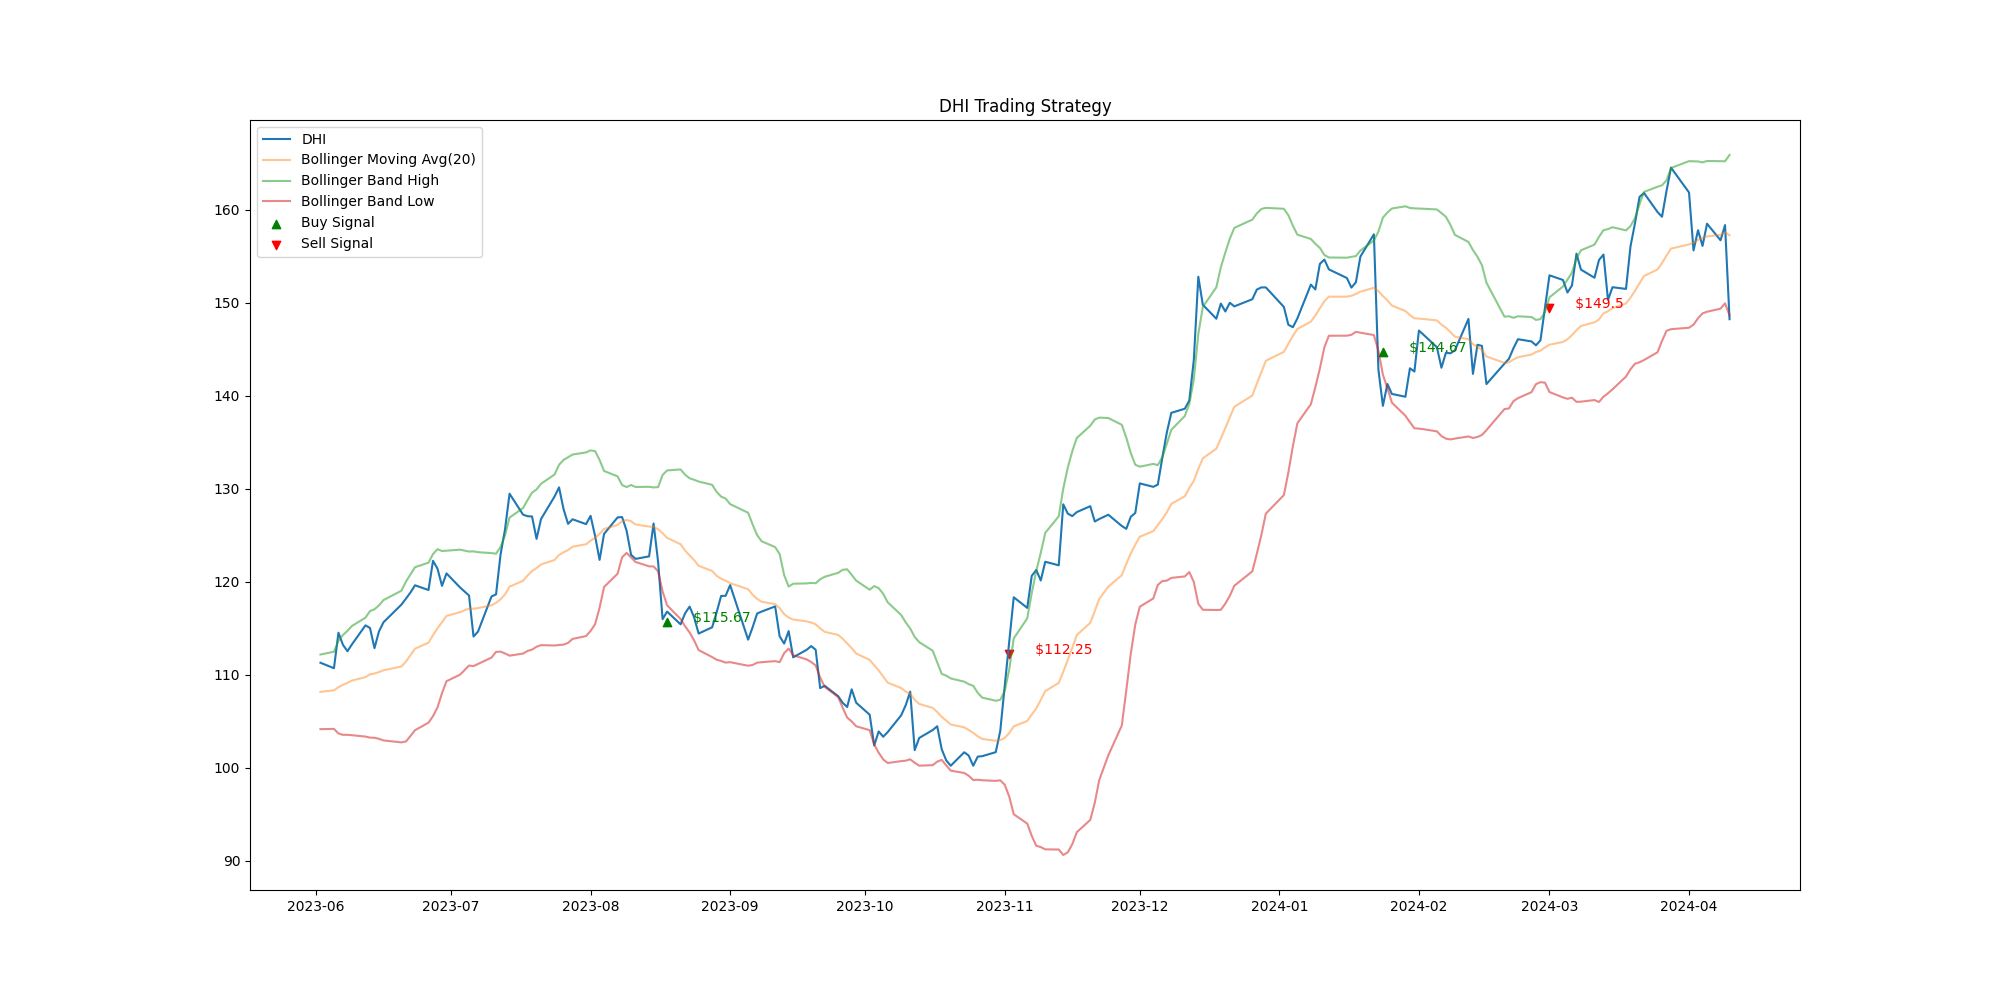 DHI Trading Strategy
DHI
Bollinger Moving Avg(20)
Bollinger Band High
Bollinger Band Low
Buy Signal
Sell Signal
160
150
140
130
120
110
100
90
$115.67
$112.25
$144.67
$149.5
2023-06 2023-07 2023-08 2023-09 2023-10 2023-11 2023-12 2024-01 2024-02 2024-03 2024-04